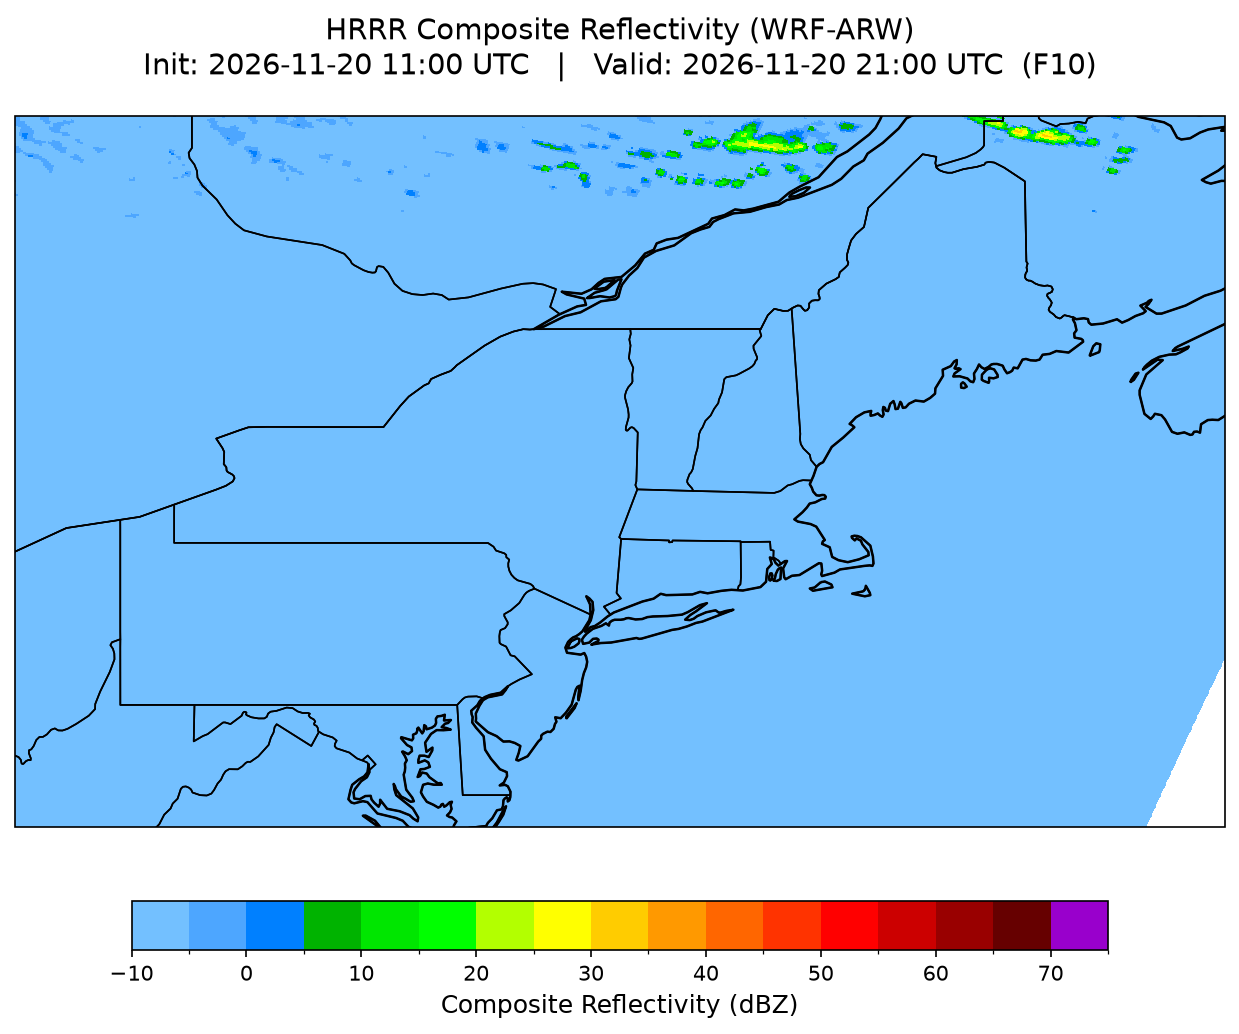 HRRR Composite Reflectivity (WRF-ARW)
Init: 2026-11-20 11:00 UTC   |   Valid: 2026-11-20 21:00 UTC  (F10)
−10 0 10 20 30 40 50 60 70
Composite Reflectivity (dBZ)